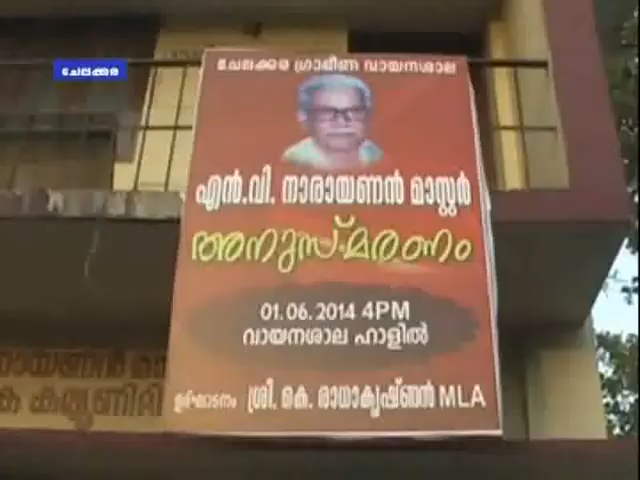 ചേലക്കര
ചേലക്കര ഗ്രാമീണ വായനശാല
എൻ.വി. നാരായണൻ മാസ്റ്റർ
അനുസ്മരണം
01.06.2014 4PM
വായനശാല ഹാളിൽ
ഉദ്ഘാടനം ശ്രീ. കെ. രാധാകൃഷ്ണൻ MLA